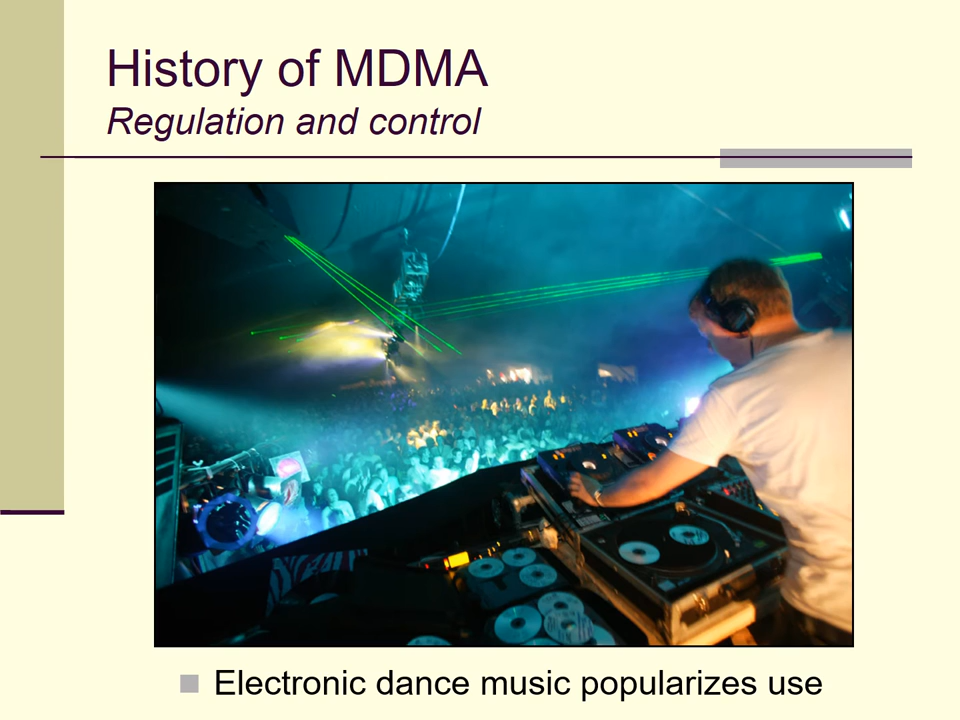 History of MDMA
Regulation and control
Electronic dance music popularizes use